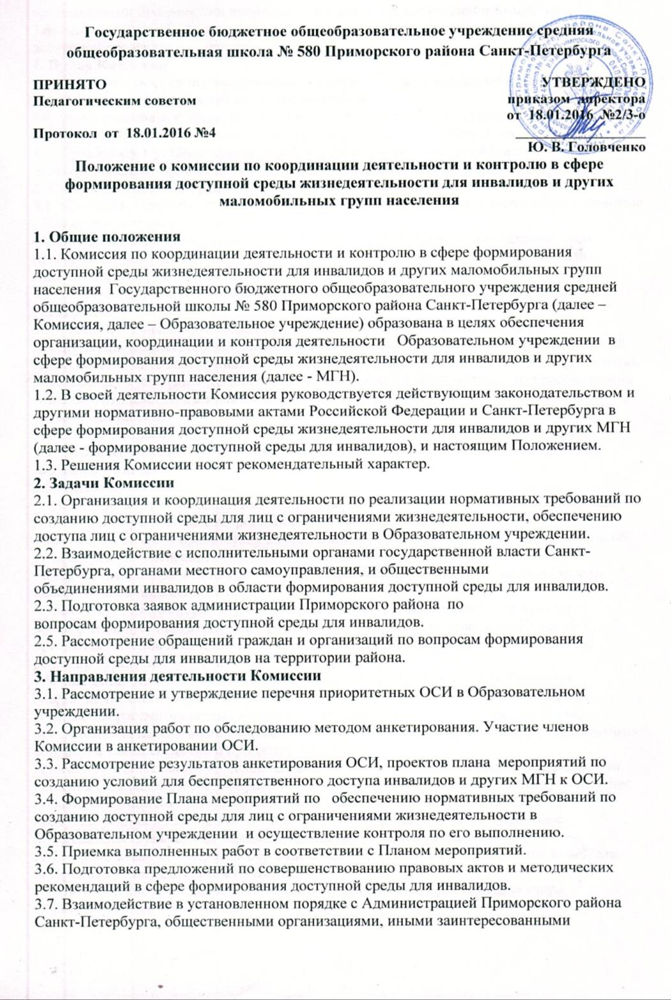 Государственное бюджетное общеобразовательное учреждение средняя
общеобразовательная школа № 580 Приморского района Санкт-Петербурга
ПРИНЯТО
УТВЕРЖДЕНО
Педагогическим советом
приказом директора
от 18.01.2016 №2/3-о
Протокол от 18.01.2016 №4
Ю. В. Головченко
Положение о комиссии по координации деятельности и контролю в сфере
формирования доступной среды жизнедеятельности для инвалидов и других
маломобильных групп населения
1. Общие положения
1.1. Комиссия по координации деятельности и контролю в сфере формирования
доступной среды жизнедеятельности для инвалидов и других маломобильных групп
населения Государственного бюджетного общеобразовательного учреждения средней
общеобразовательной школы № 580 Приморского района Санкт-Петербурга (далее –
Комиссия, далее – Образовательное учреждение) образована в целях обеспечения
организации, координации и контроля деятельности Образовательном учреждении в
сфере формирования доступной среды жизнедеятельности для инвалидов и других
маломобильных групп населения (далее - МГН).
1.2. В своей деятельности Комиссия руководствуется действующим законодательством и
другими нормативно-правовыми актами Российской Федерации и Санкт-Петербурга в
сфере формирования доступной среды жизнедеятельности для инвалидов и других МГН
(далее - формирование доступной среды для инвалидов), и настоящим Положением.
1.3. Решения Комиссии носят рекомендательный характер.
2. Задачи Комиссии
2.1. Организация и координация деятельности по реализации нормативных требований по
созданию доступной среды для лиц с ограничениями жизнедеятельности, обеспечению
доступа лиц с ограничениями жизнедеятельности в Образовательном учреждении.
2.2. Взаимодействие с исполнительными органами государственной власти Санкт-
Петербурга, органами местного самоуправления, и общественными
объединениями инвалидов в области формирования доступной среды для инвалидов.
2.3. Подготовка заявок администрации Приморского района по
вопросам формирования доступной среды для инвалидов.
2.5. Рассмотрение обращений граждан и организаций по вопросам формирования
доступной среды для инвалидов на территории района.
3. Направления деятельности Комиссии
3.1. Рассмотрение и утверждение перечня приоритетных ОСИ в Образовательном
учреждении.
3.2. Организация работ по обследованию методом анкетирования. Участие членов
Комиссии в анкетировании ОСИ.
3.3. Рассмотрение результатов анкетирования ОСИ, проектов плана мероприятий по
созданию условий для беспрепятственного доступа инвалидов и других МГН к ОСИ.
3.4. Формирование Плана мероприятий по обеспечению нормативных требований по
созданию доступной среды для лиц с ограничениями жизнедеятельности в
Образовательном учреждении и осуществление контроля по его выполнению.
3.5. Приемка выполненных работ в соответствии с Планом мероприятий.
3.6. Подготовка предложений по совершенствованию правовых актов и методических
рекомендаций в сфере формирования доступной среды для инвалидов.
3.7. Взаимодействие в установленном порядке с Администрацией Приморского района
Санкт-Петербурга, общественными организациями, иными заинтересованными